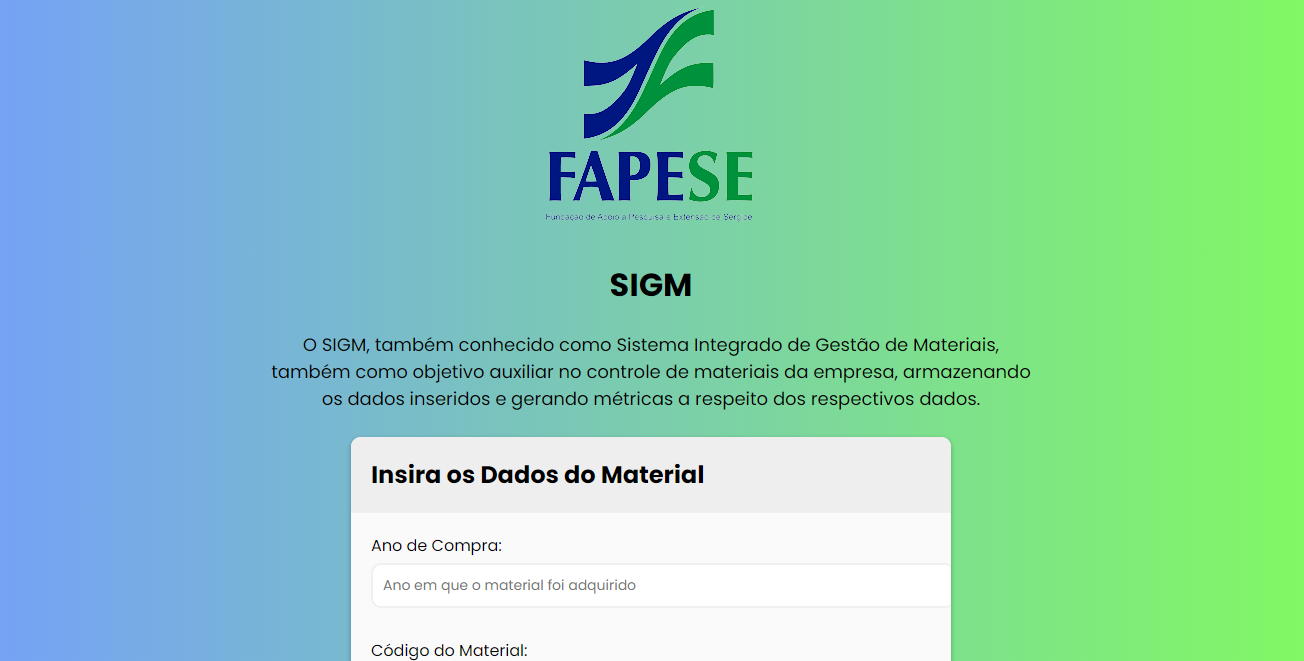 FAPESE
Fundação de Apoio a Pesquisa e Extensão de Sergipe
SIGM
O SIGM, também conhecido como Sistema Integrado de Gestão de Materiais,
também como objetivo auxiliar no controle de materiais da empresa, armazenando
os dados inseridos e gerando métricas a respeito dos respectivos dados.
Insira os Dados do Material
Ano de Compra:
Ano em que o material foi adquirido
Código do Material: